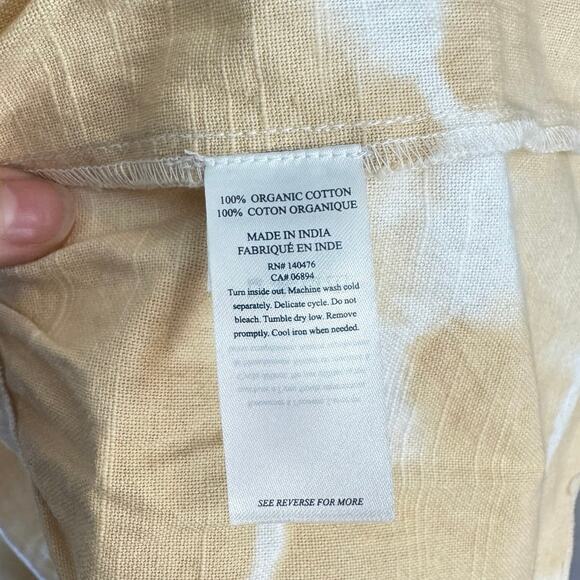 100% ORGANIC COTTON
100% COTON ORGANIQUE
MADE IN INDIA
FABRIQUÉ EN INDE
RN# 140476
CA# 06894
Turn inside out. Machine wash cold
separately. Delicate cycle. Do not
bleach. Tumble dry low. Remove
promptly. Cool iron when needed.
SEE REVERSE FOR MORE